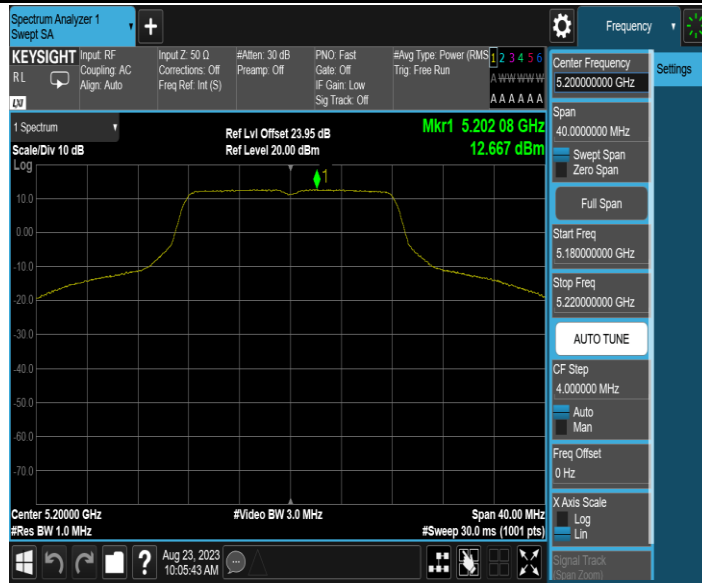 Spectrum Analyzer 1
Swept SA
+
Frequency
KEYSIGHT
RL
LXI
Input: RF
Coupling: AC
Align: Auto
Input Z: 50 Ω
Corrections: Off
Freq Ref: Int (S)
#Atten: 30 dB
Preamp: Off
PNO: Fast
Gate: Off
IF Gain: Low
Sig Track: Off
#Avg Type: Power (RMS
Trig: Free Run
1 2 3 4 5 6
A W W W W W
A A A A A A
1 Spectrum
Scale/Div 10 dB
Log
Ref Lvl Offset 23.95 dB
Ref Level 20.00 dBm
Mkr1 5.202 08 GHz
12.667 dBm
1
10.0
0.00
-10.0
-20.0
-30.0
-40.0
-50.0
-60.0
-70.0
Center 5.20000 GHz
#Res BW 1.0 MHz
#Video BW 3.0 MHz
Span 40.00 MHz
#Sweep 30.0 ms (1001 pts)
?
Aug 23, 2023
10:05:43 AM
Center Frequency
5.200000000 GHz
Settings
Span
40.0000000 MHz
Swept Span
Zero Span
Full Span
Start Freq
5.180000000 GHz
Stop Freq
5.220000000 GHz
AUTO TUNE
CF Step
4.000000 MHz
Auto
Man
Freq Offset
0 Hz
X Axis Scale
Log
Lin
Signal Track
(Span Zoom)